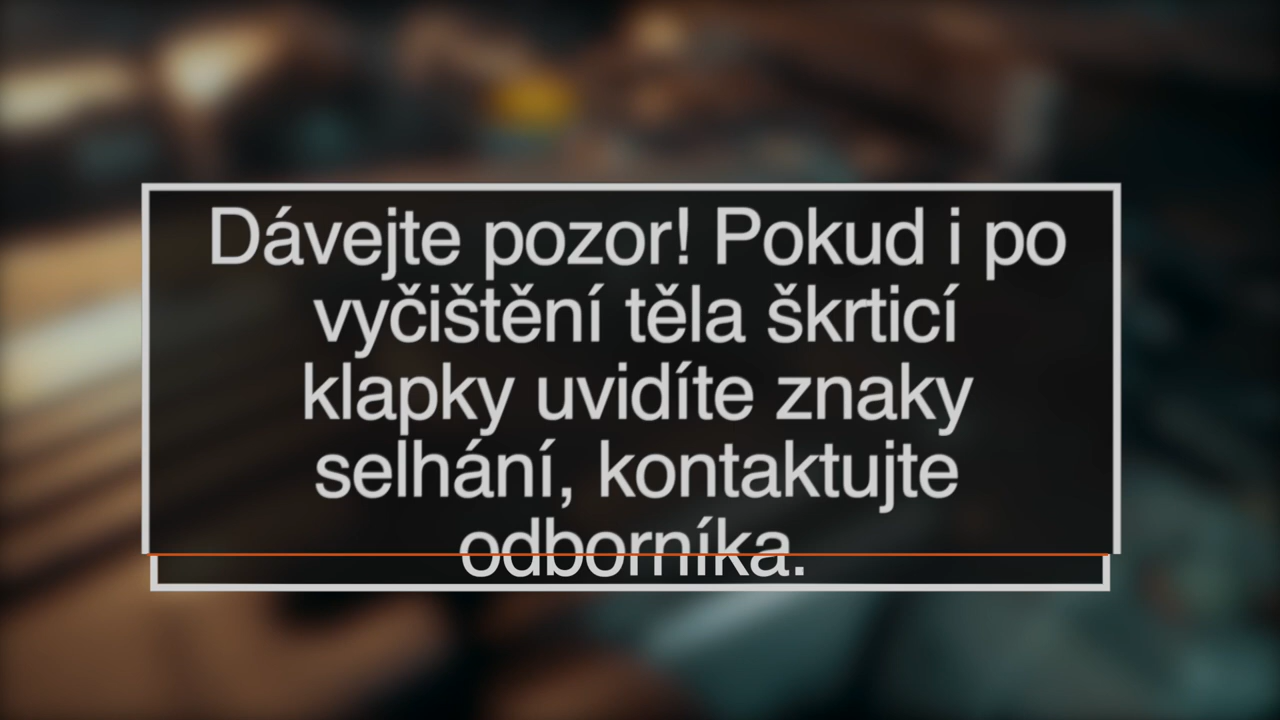 Dávejte pozor! Pokud i po
vyčištění těla škrticí
klapky uvidíte znaky
selhání, kontaktujte
odborníka.